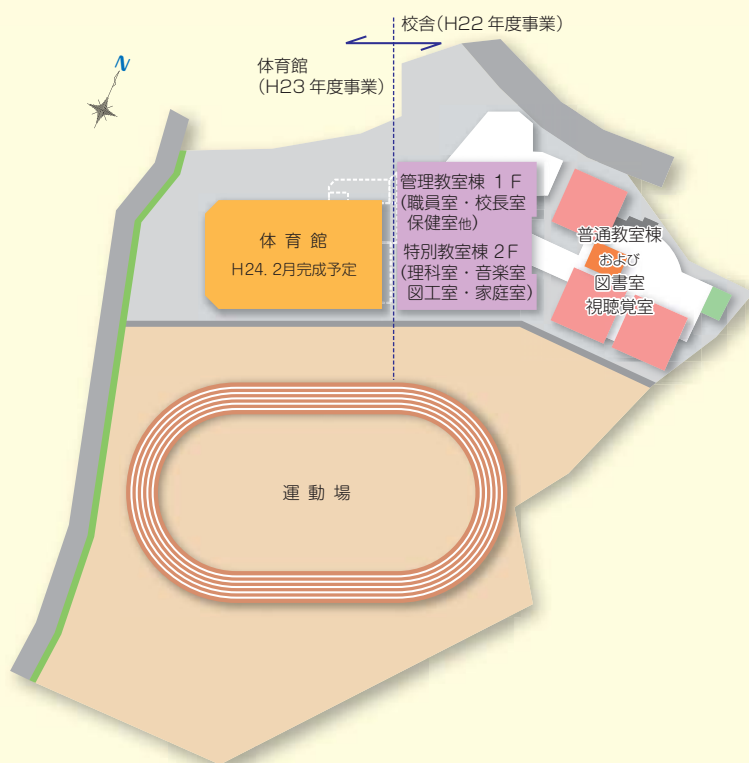 校舎(H22 年度事業)
体育館
(H23 年度事業)
N
管理教室棟 1 F
(職員室・校長室
保健室他)
特別教室棟 2F
(理科室・音楽室
図工室・家庭室)
体 育 館
H24. 2月完成予定
普通教室棟
および
図書室
視聴覚室
運 動 場